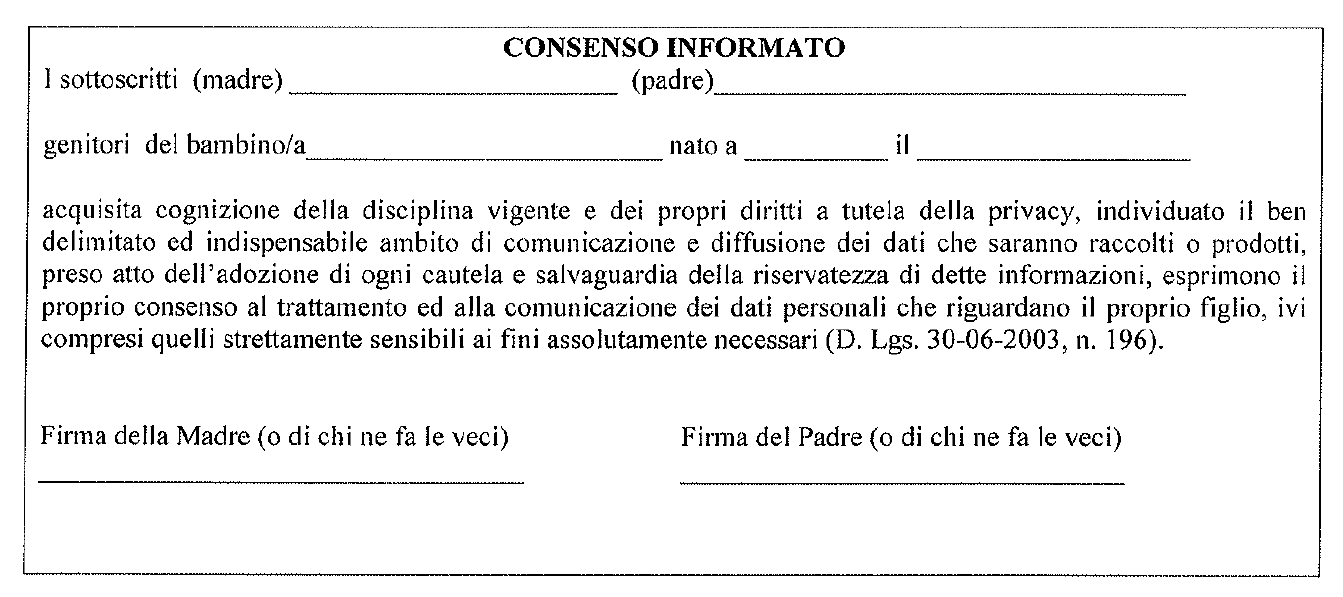 CONSENSO INFORMATO
I sottoscritti (madre) ____________________ (padre)____________________
genitori del bambino/a____________________ nato a __________ il ____________________
acquisita cognizione della disciplina vigente e dei propri diritti a tutela della privacy, individuato il ben
delimitato ed indispensabile ambito di comunicazione e diffusione dei dati che saranno raccolti o prodotti,
preso atto dell'adozione di ogni cautela e salvaguardia della riservatezza di dette informazioni, esprimono il
proprio consenso al trattamento ed alla comunicazione dei dati personali che riguardano il proprio figlio, ivi
compresi quelli strettamente sensibili ai fini assolutamente necessari (D. Lgs. 30-06-2003, n. 196).
Firma della Madre (o di chi ne fa le veci) Firma del Padre (o di chi ne fa le veci)